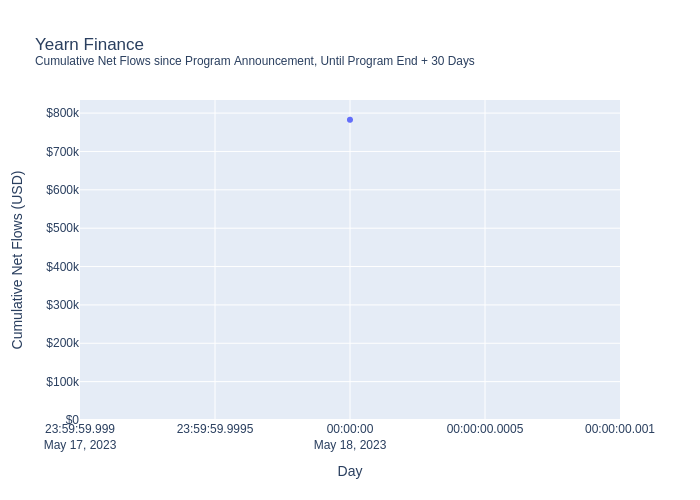 Yearn Finance
Cumulative Net Flows since Program Announcement, Until Program End + 30 Days
Cumulative Net Flows (USD)
$800k
$700k
$600k
$500k
$400k
$300k
$200k
$100k
$0
23:59:59.999 23:59:59.9995 00:00:00 00:00:00.0005 00:00:00.001
May 17, 2023 May 18, 2023
Day